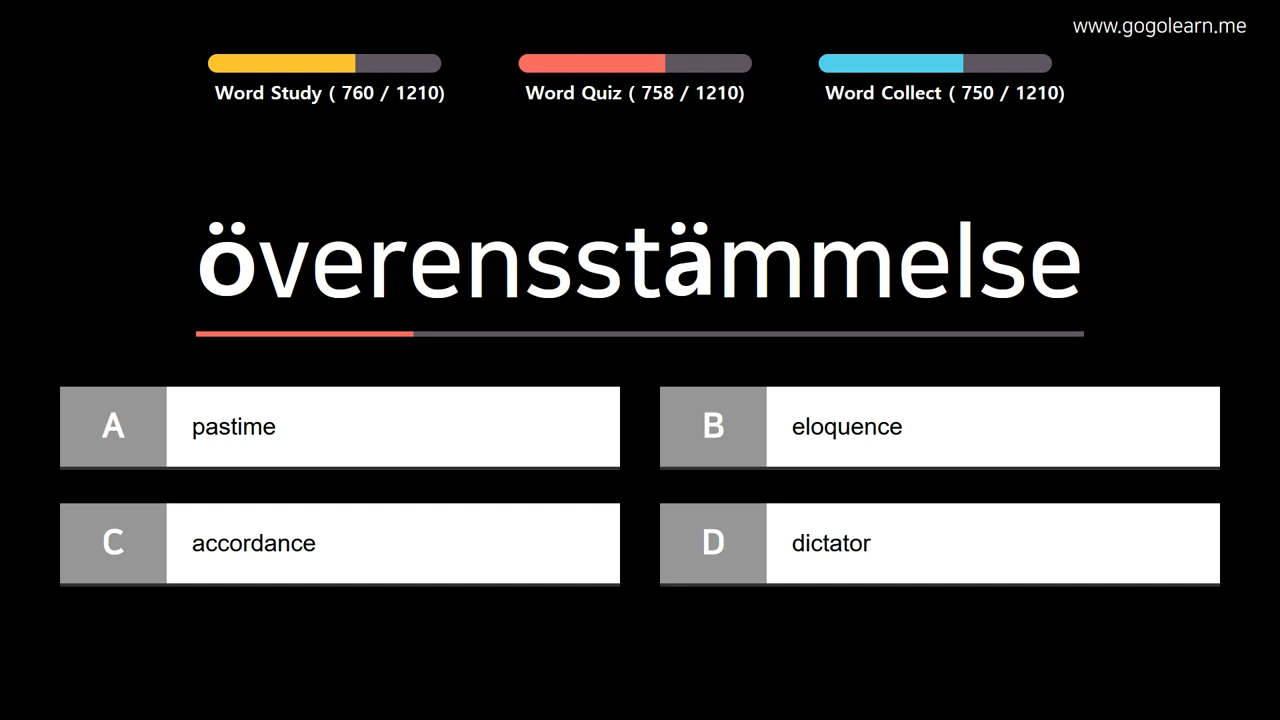 www.gogolearn.me
Word Study ( 760 / 1210)
Word Quiz ( 758 / 1210)
Word Collect ( 750 / 1210)
överensstämmelse
A
pastime
B
eloquence
C
accordance
D
dictator